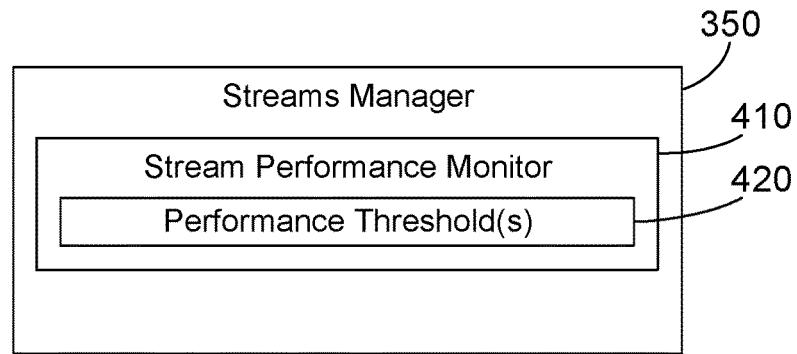 350
Streams Manager
410
Stream Performance Monitor
420
Performance Threshold(s)